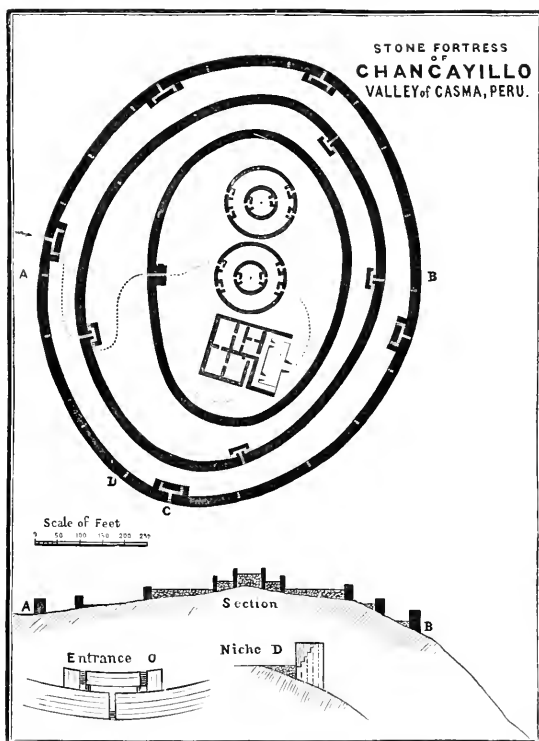 STONE FORTRESS
OF
CHANCAYILLO
VALLEY of CASMA, PERU.
A
B
D
C
Scale of Feet
0 50 100 150 200 250
A
Section
B
Entrance C
Niche D